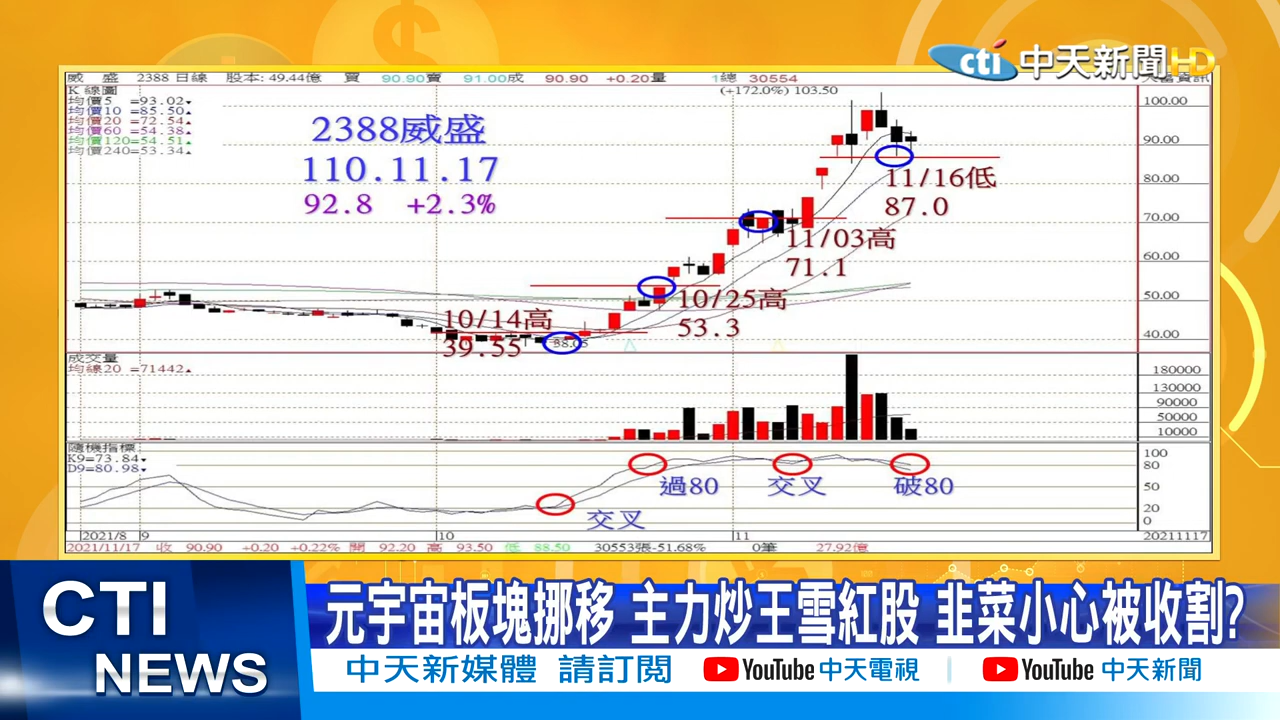 cti 中天新聞HD
威盛 2388 日線 股本: 49.44億 買 90.90賣 91.00成 90.90 +0.20量 1總 30554
K 線圖 (+172.0%) 103.50
均價5 =93.02
均價10 =85.50
均價20 =72.54
均價60 =54.38
均價120=54.51
均價240=53.34
2388威盛
110.11.17
92.8 +2.3%
100.00
90.00
80.00
70.00
60.00
50.00
40.00
11/16低
87.0
11/03高
71.1
10/25高
53.3
10/14高
39.55
成交量
均線20 =71442
180000
130000
90000
50000
10000
隨機指標
K9=73.84
D9=80.98
100
80
50
20
0
過80
交叉
破80
交叉
2021/8 9 10 11 20211117
2021/11/17 收 90.90 +0.20 +0.22% 開 92.20 高 93.50 低 88.50 30553張-51.68% 0筆 27.92億
CTI
NEWS
元宇宙板塊挪移 主力炒王雪紅股 韭菜小心被收割?
中天新媒體 請訂閱 YouTube 中天電視 YouTube 中天新聞